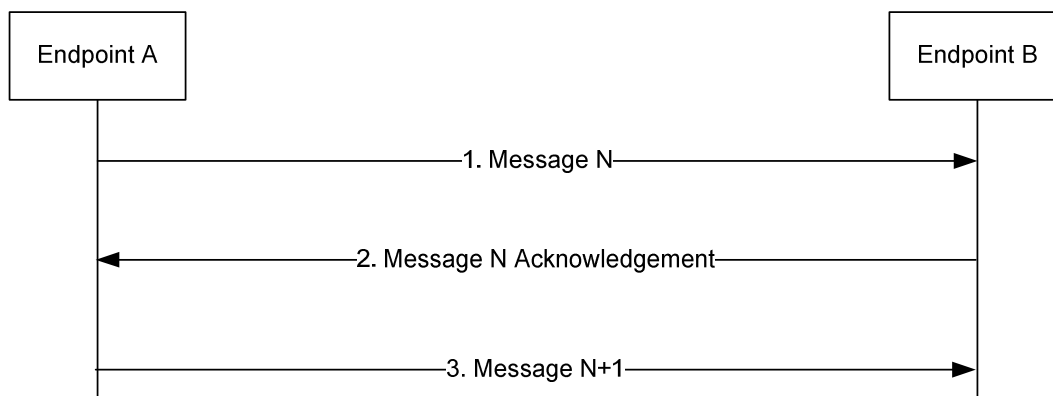 Endpoint A
Endpoint B
1. Message N
2. Message N Acknowledgement
3. Message N+1